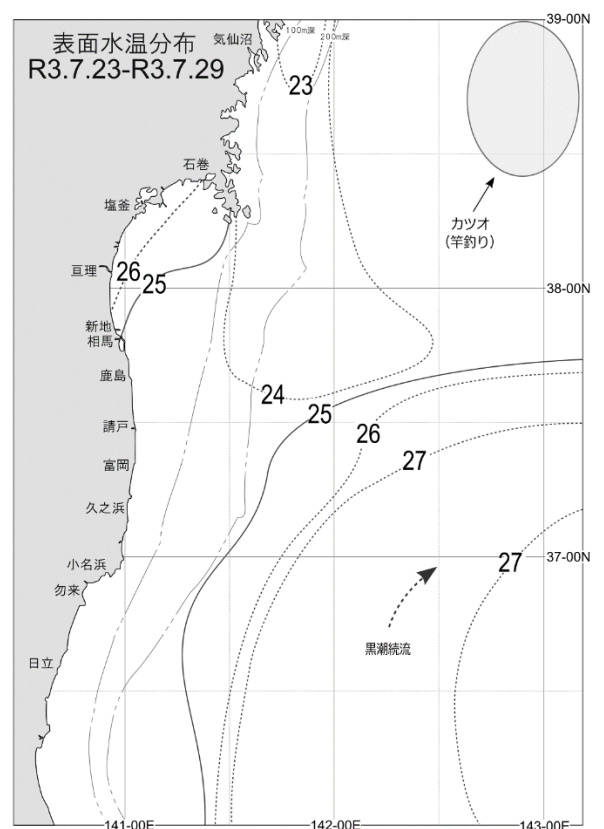 表面水温分布
R3.7.23-R3.7.29
気仙沼
100m深
200m深
39-00N
23
石巻
塩釜
カツオ
(竿釣り)
亘理
26
25
38-00N
新地
相馬
鹿島
24
25
請戸
26
富岡
27
久之浜
小名浜
37-00N
27
勿来
黒潮続流
日立
141-00E
142-00E
143-00E